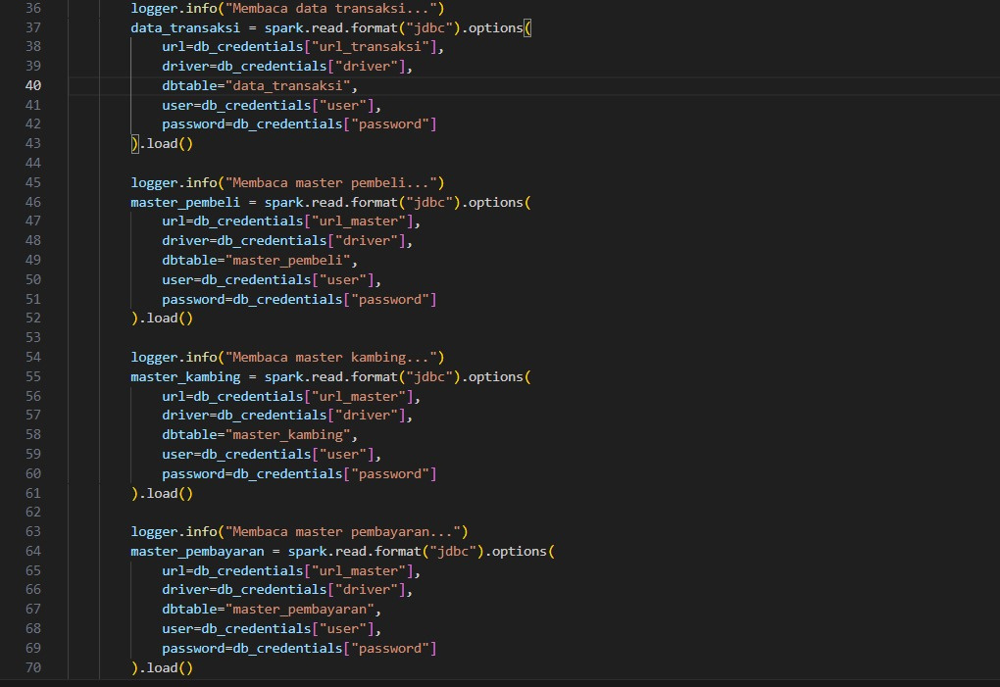 36 logger.info("Membaca data transaksi...")
37 data_transaksi = spark.read.format("jdbc").options(
38     url=db_credentials["url_transaksi"],
39     driver=db_credentials["driver"],
40     dbtable="data_transaksi",
41     user=db_credentials["user"],
42     password=db_credentials["password"]
43 ).load()
44
45 logger.info("Membaca master pembeli...")
46 master_pembeli = spark.read.format("jdbc").options(
47     url=db_credentials["url_master"],
48     driver=db_credentials["driver"],
49     dbtable="master_pembeli",
50     user=db_credentials["user"],
51     password=db_credentials["password"]
52 ).load()
53
54 logger.info("Membaca master kambing...")
55 master_kambing = spark.read.format("jdbc").options(
56     url=db_credentials["url_master"],
57     driver=db_credentials["driver"],
58     dbtable="master_kambing",
59     user=db_credentials["user"],
60     password=db_credentials["password"]
61 ).load()
62
63 logger.info("Membaca master pembayaran...")
64 master_pembayaran = spark.read.format("jdbc").options(
65     url=db_credentials["url_master"],
66     driver=db_credentials["driver"],
67     dbtable="master_pembayaran",
68     user=db_credentials["user"],
69     password=db_credentials["password"]
70 ).load()